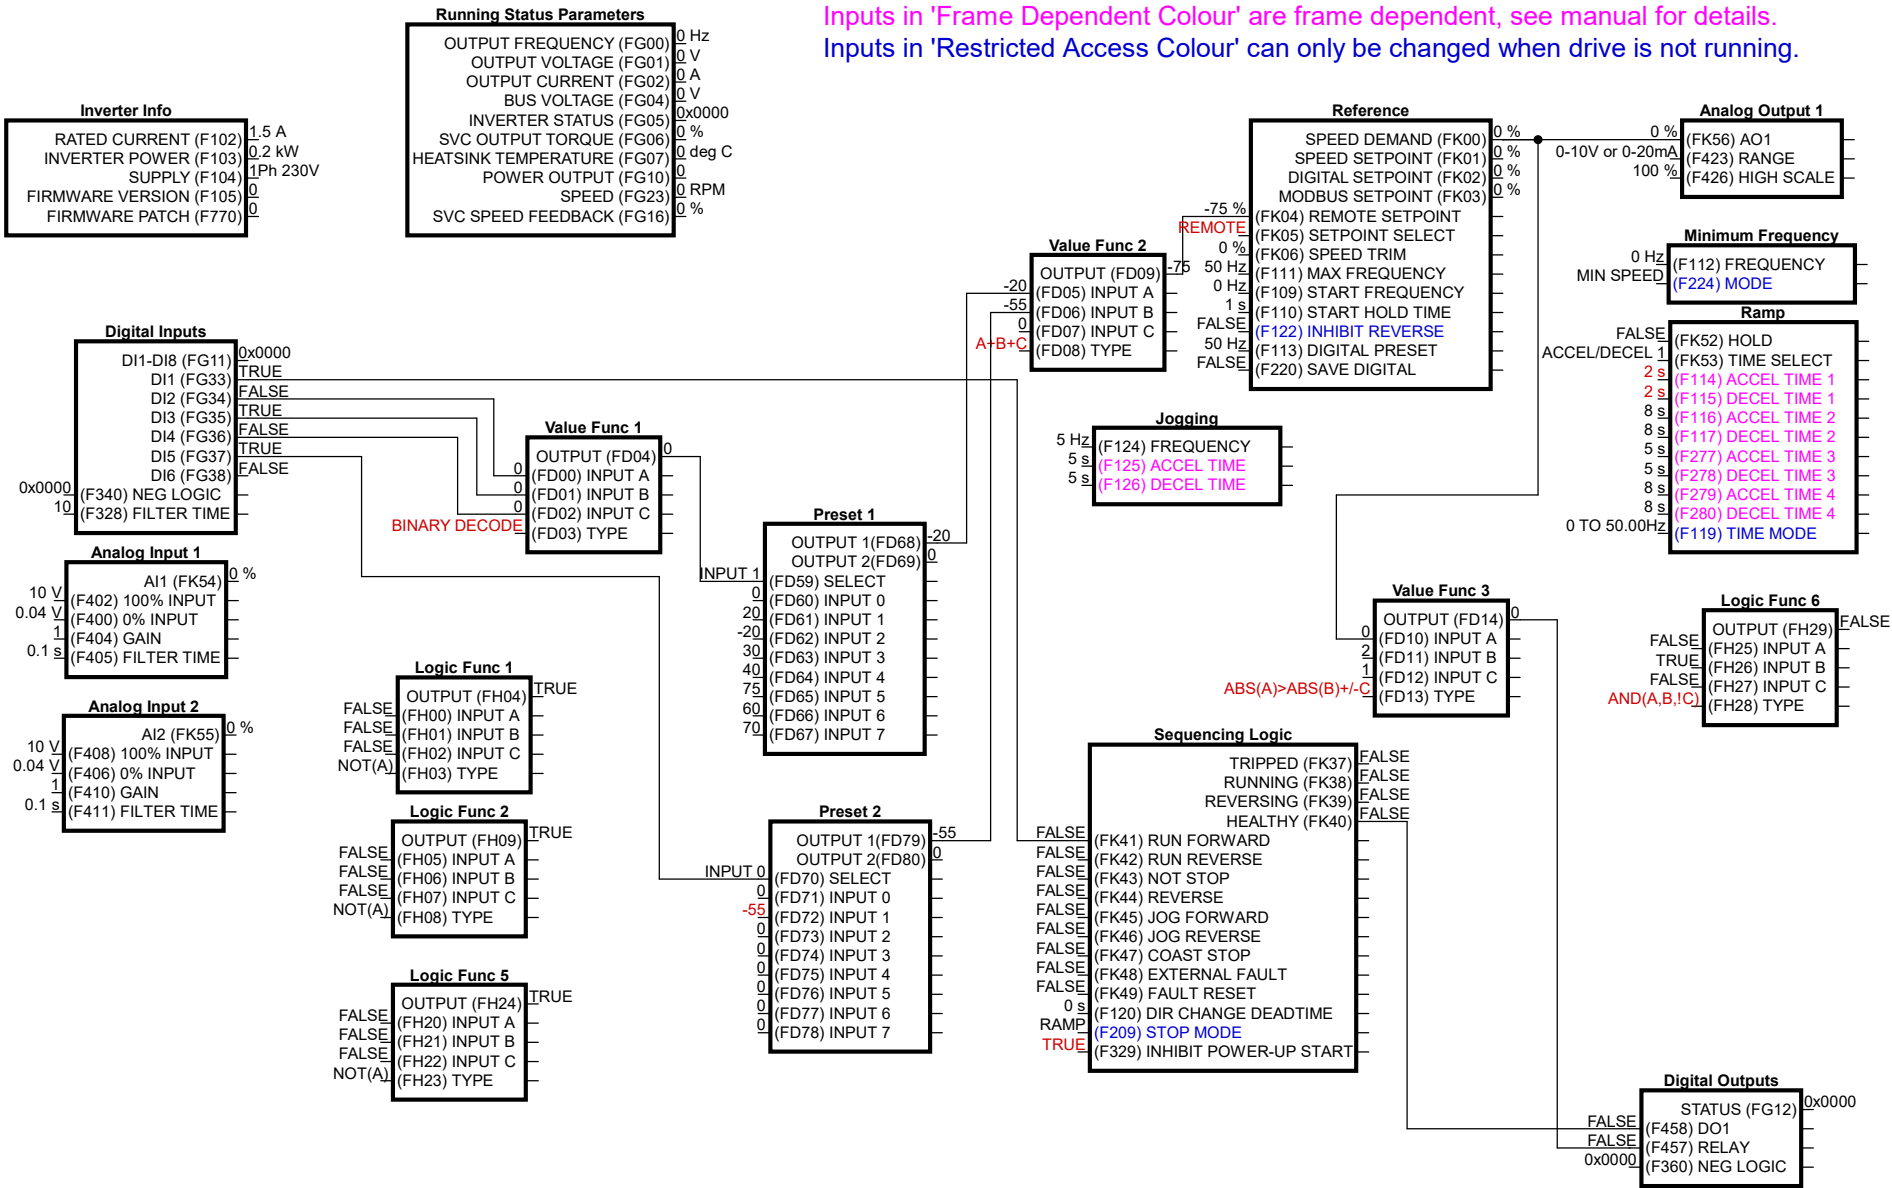 Inputs in 'Frame Dependent Colour' are frame dependent, see manual for details.
Inputs in 'Restricted Access Colour' can only be changed when drive is not running.
Running Status Parameters
OUTPUT FREQUENCY (FG00) 0 Hz
OUTPUT VOLTAGE (FG01) 0 V
OUTPUT CURRENT (FG02) 0 A
BUS VOLTAGE (FG04) 0 V
INVERTER STATUS (FG05) 0x0000
SVC OUTPUT TORQUE (FG06) 0 %
HEATSINK TEMPERATURE (FG07) 0 deg C
POWER OUTPUT (FG10) 0
SPEED (FG23) 0 RPM
SVC SPEED FEEDBACK (FG16) 0 %
Inverter Info
RATED CURRENT (F102) 1.5 A
INVERTER POWER (F103) 0.2 kW
SUPPLY (F104) 1Ph 230V
FIRMWARE VERSION (F105) 0
FIRMWARE PATCH (F770) 0
Reference
SPEED DEMAND (FK00) 0 %
SPEED SETPOINT (FK01) 0 %
DIGITAL SETPOINT (FK02) 0 %
MODBUS SETPOINT (FK03) 0 %
-75 % (FK04) REMOTE SETPOINT
REMOTE (FK05) SETPOINT SELECT
0 % (FK06) SPEED TRIM
50 Hz (F111) MAX FREQUENCY
0 Hz (F109) START FREQUENCY
1 s (F110) START HOLD TIME
FALSE (F122) INHIBIT REVERSE
50 Hz (F113) DIGITAL PRESET
FALSE (F220) SAVE DIGITAL
Analog Output 1
0 % (FK56) AO1
0-10V or 0-20mA (F423) RANGE
100 % (F426) HIGH SCALE
Minimum Frequency
0 Hz (F112) FREQUENCY
MIN SPEED (F224) MODE
Ramp
FALSE (FK52) HOLD
ACCEL/DECEL 1 (FK53) TIME SELECT
2 s (F114) ACCEL TIME 1
2 s (F115) DECEL TIME 1
8 s (F116) ACCEL TIME 2
8 s (F117) DECEL TIME 2
5 s (F277) ACCEL TIME 3
5 s (F278) DECEL TIME 3
8 s (F279) ACCEL TIME 4
8 s (F280) DECEL TIME 4
0 TO 50.00Hz (F119) TIME MODE
Value Func 2
OUTPUT (FD09) -75
-20 (FD05) INPUT A
-55 (FD06) INPUT B
0 (FD07) INPUT C
A+B+C (FD08) TYPE
Digital Inputs
DI1-DI8 (FG11) 0x0000
DI1 (FG33) TRUE
DI2 (FG34) FALSE
DI3 (FG35) TRUE
DI4 (FG36) FALSE
DI5 (FG37) TRUE
DI6 (FG38) FALSE
0x0000 (F340) NEG LOGIC
10 (F328) FILTER TIME
Value Func 1
OUTPUT (FD04) 0
0 (FD00) INPUT A
0 (FD01) INPUT B
0 (FD02) INPUT C
BINARY DECODE (FD03) TYPE
Jogging
5 Hz (F124) FREQUENCY
5 s (F125) ACCEL TIME
5 s (F126) DECEL TIME
Analog Input 1
AI1 (FK54) 0 %
10 V (F402) 100% INPUT
0.04 V (F400) 0% INPUT
1 (F404) GAIN
0.1 s (F405) FILTER TIME
Preset 1
OUTPUT 1(FD68) -20
OUTPUT 2(FD69) 0
INPUT 1 (FD59) SELECT
0 (FD60) INPUT 0
20 (FD61) INPUT 1
-20 (FD62) INPUT 2
30 (FD63) INPUT 3
40 (FD64) INPUT 4
75 (FD65) INPUT 5
60 (FD66) INPUT 6
70 (FD67) INPUT 7
Value Func 3
OUTPUT (FD14) 0
0 (FD10) INPUT A
2 (FD11) INPUT B
1 (FD12) INPUT C
ABS(A)>ABS(B)+/-C (FD13) TYPE
Logic Func 6
OUTPUT (FH29) FALSE
FALSE (FH25) INPUT A
TRUE (FH26) INPUT B
FALSE (FH27) INPUT C
AND(A,B,!C) (FH28) TYPE
Logic Func 1
OUTPUT (FH04) TRUE
FALSE (FH00) INPUT A
FALSE (FH01) INPUT B
FALSE (FH02) INPUT C
NOT(A) (FH03) TYPE
Analog Input 2
AI2 (FK55) 0 %
10 V (F408) 100% INPUT
0.04 V (F406) 0% INPUT
1 (F410) GAIN
0.1 s (F411) FILTER TIME
Logic Func 2
OUTPUT (FH09) TRUE
FALSE (FH05) INPUT A
FALSE (FH06) INPUT B
FALSE (FH07) INPUT C
NOT(A) (FH08) TYPE
Preset 2
OUTPUT 1(FD79) -55
OUTPUT 2(FD80) 0
INPUT 0 (FD70) SELECT
0 (FD71) INPUT 0
-55 (FD72) INPUT 1
0 (FD73) INPUT 2
0 (FD74) INPUT 3
0 (FD75) INPUT 4
0 (FD76) INPUT 5
0 (FD77) INPUT 6
0 (FD78) INPUT 7
Sequencing Logic
TRIPPED (FK37) FALSE
RUNNING (FK38) FALSE
REVERSING (FK39) FALSE
HEALTHY (FK40) FALSE
FALSE (FK41) RUN FORWARD
FALSE (FK42) RUN REVERSE
FALSE (FK43) NOT STOP
FALSE (FK44) REVERSE
FALSE (FK45) JOG FORWARD
FALSE (FK46) JOG REVERSE
FALSE (FK47) COAST STOP
FALSE (FK48) EXTERNAL FAULT
FALSE (FK49) FAULT RESET
0 s (F120) DIR CHANGE DEADTIME
RAMP (F209) STOP MODE
TRUE (F329) INHIBIT POWER-UP START
Logic Func 5
OUTPUT (FH24) TRUE
FALSE (FH20) INPUT A
FALSE (FH21) INPUT B
FALSE (FH22) INPUT C
NOT(A) (FH23) TYPE
Digital Outputs
STATUS (FG12) 0x0000
FALSE (F458) DO1
FALSE (F457) RELAY
0x0000 (F360) NEG LOGIC